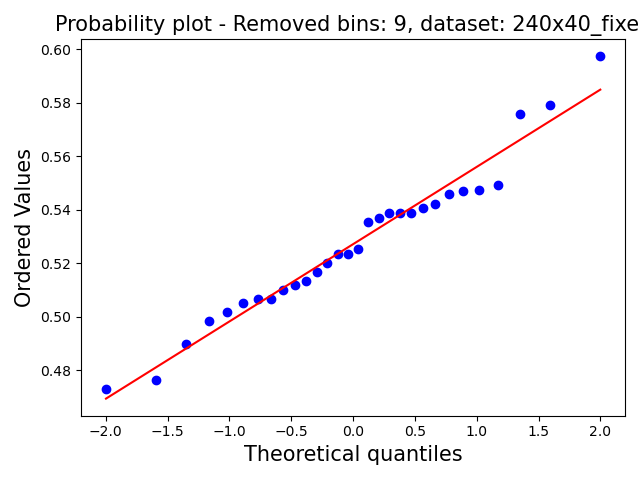 Probability plot - Removed bins: 9, dataset: 240x40_fixe
Ordered Values
0.60
0.58
0.56
0.54
0.52
0.50
0.48
−2.0 −1.5 −1.0 −0.5 0.0 0.5 1.0 1.5 2.0
Theoretical quantiles